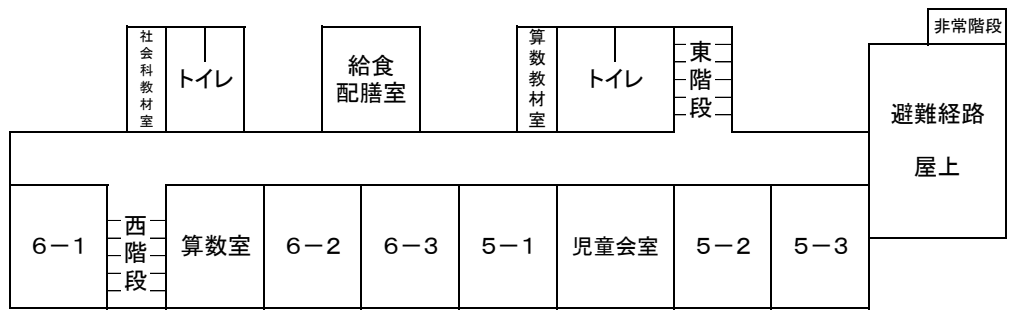 非常階段
社会科教材室
トイレ
給食
配膳室
算数教材室
トイレ
東階段
避難経路
屋上
6－1
西階段
算数室
6－2
6－3
5－1
児童会室
5－2
5－3